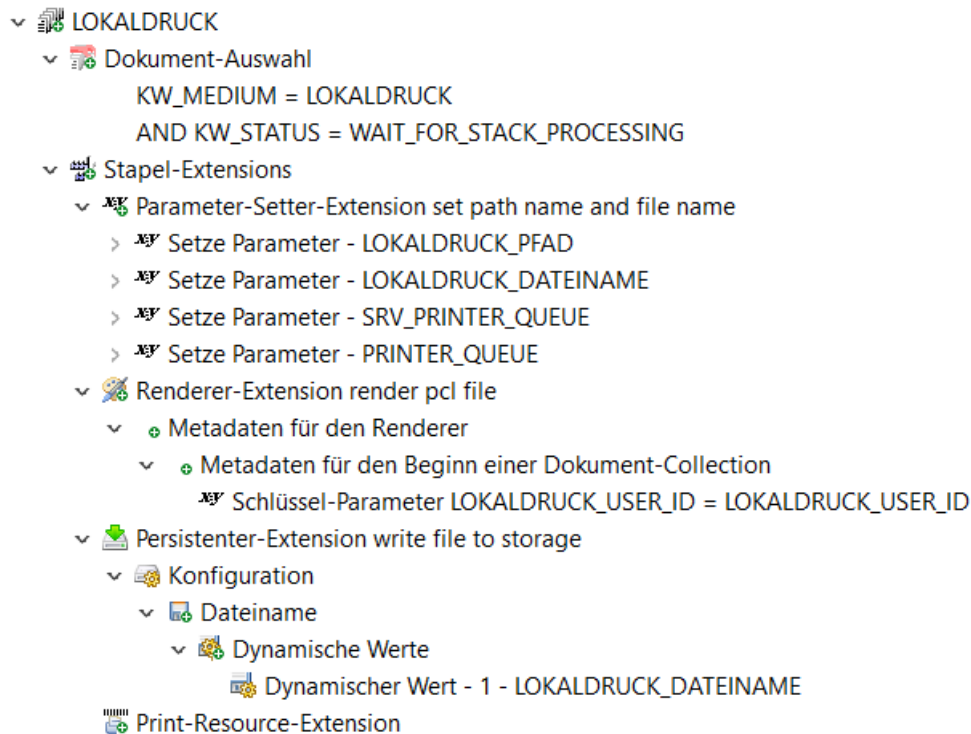 LOKALDRUCK
Dokument-Auswahl
KW_MEDIUM = LOKALDRUCK
AND KW_STATUS = WAIT_FOR_STACK_PROCESSING
Stapel-Extensions
Parameter-Setter-Extension set path name and file name
Setze Parameter - LOKALDRUCK_PFAD
Setze Parameter - LOKALDRUCK_DATEINAME
Setze Parameter - SRV_PRINTER_QUEUE
Setze Parameter - PRINTER_QUEUE
Renderer-Extension render pcl file
Metadaten für den Renderer
Metadaten für den Beginn einer Dokument-Collection
Schlüssel-Parameter LOKALDRUCK_USER_ID = LOKALDRUCK_USER_ID
Persistenter-Extension write file to storage
Konfiguration
Dateiname
Dynamische Werte
Dynamischer Wert - 1 - LOKALDRUCK_DATEINAME
Print-Resource-Extension